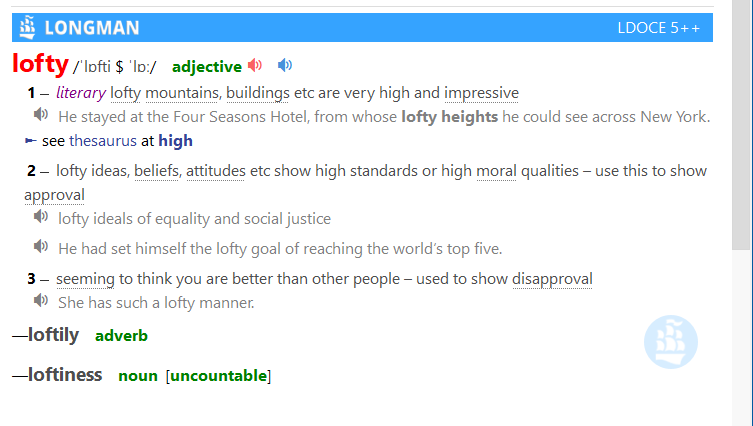 LONGMAN LDOCE 5++
lofty /ˈlɒfti $ ˈlɒː/ adjective
1 – literary lofty mountains, buildings etc are very high and impressive
He stayed at the Four Seasons Hotel, from whose lofty heights he could see across New York.
➼ see thesaurus at high
2 – lofty ideas, beliefs, attitudes etc show high standards or high moral qualities – use this to show
approval
lofty ideals of equality and social justice
He had set himself the lofty goal of reaching the world’s top five.
3 – seeming to think you are better than other people – used to show disapproval
She has such a lofty manner.
—loftily adverb
—loftiness noun [uncountable]